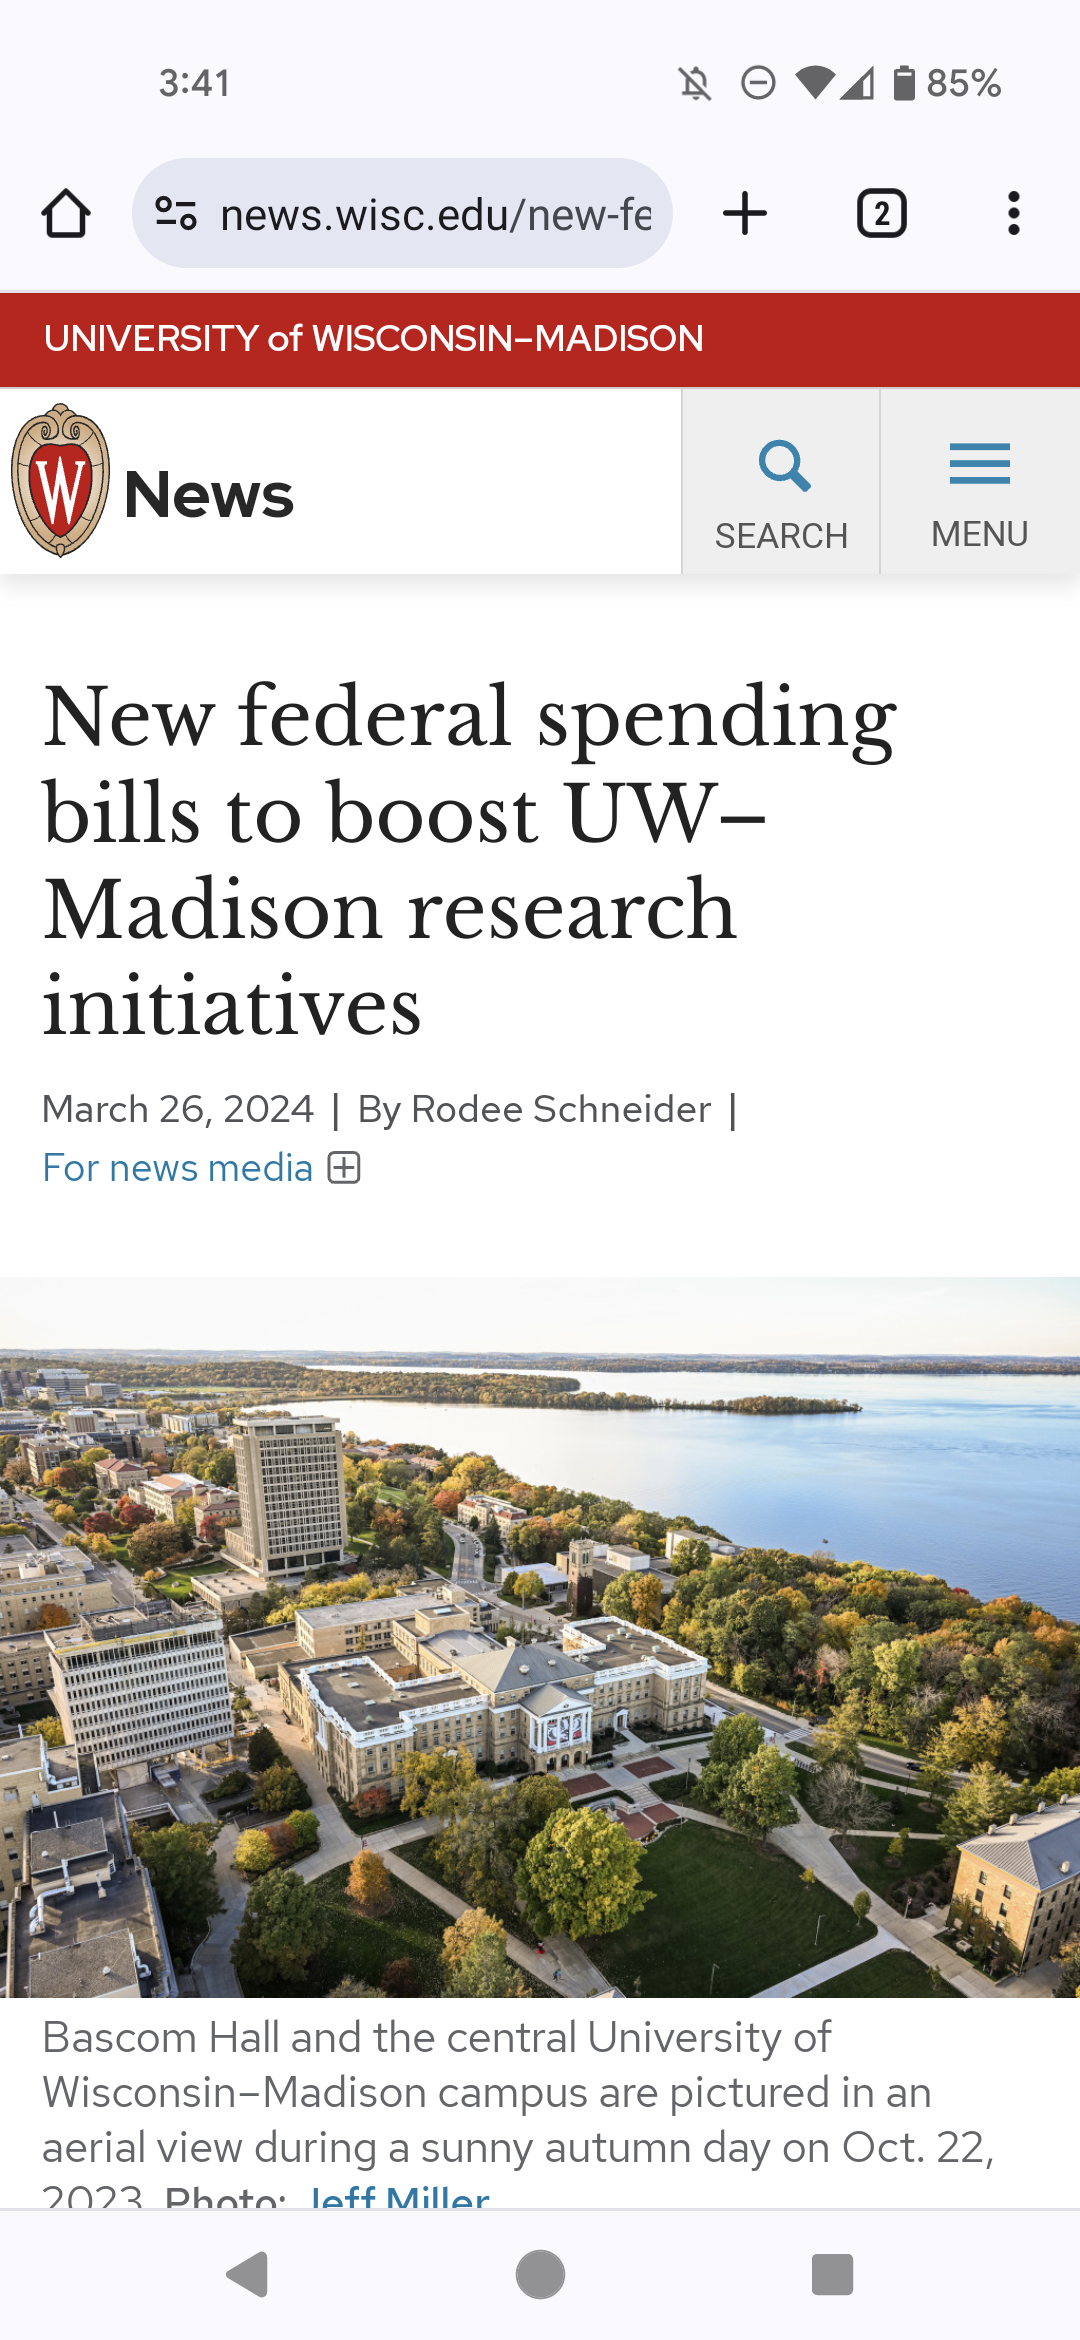 3:41
85%
news.wisc.edu/new-fe
2
UNIVERSITY of WISCONSIN–MADISON
W
News
SEARCH
MENU
New federal spending
bills to boost UW–
Madison research
initiatives
March 26, 2024 | By Rodee Schneider |
For news media
Bascom Hall and the central University of
Wisconsin–Madison campus are pictured in an
aerial view during a sunny autumn day on Oct. 22,
2023. Photo: Jeff Miller